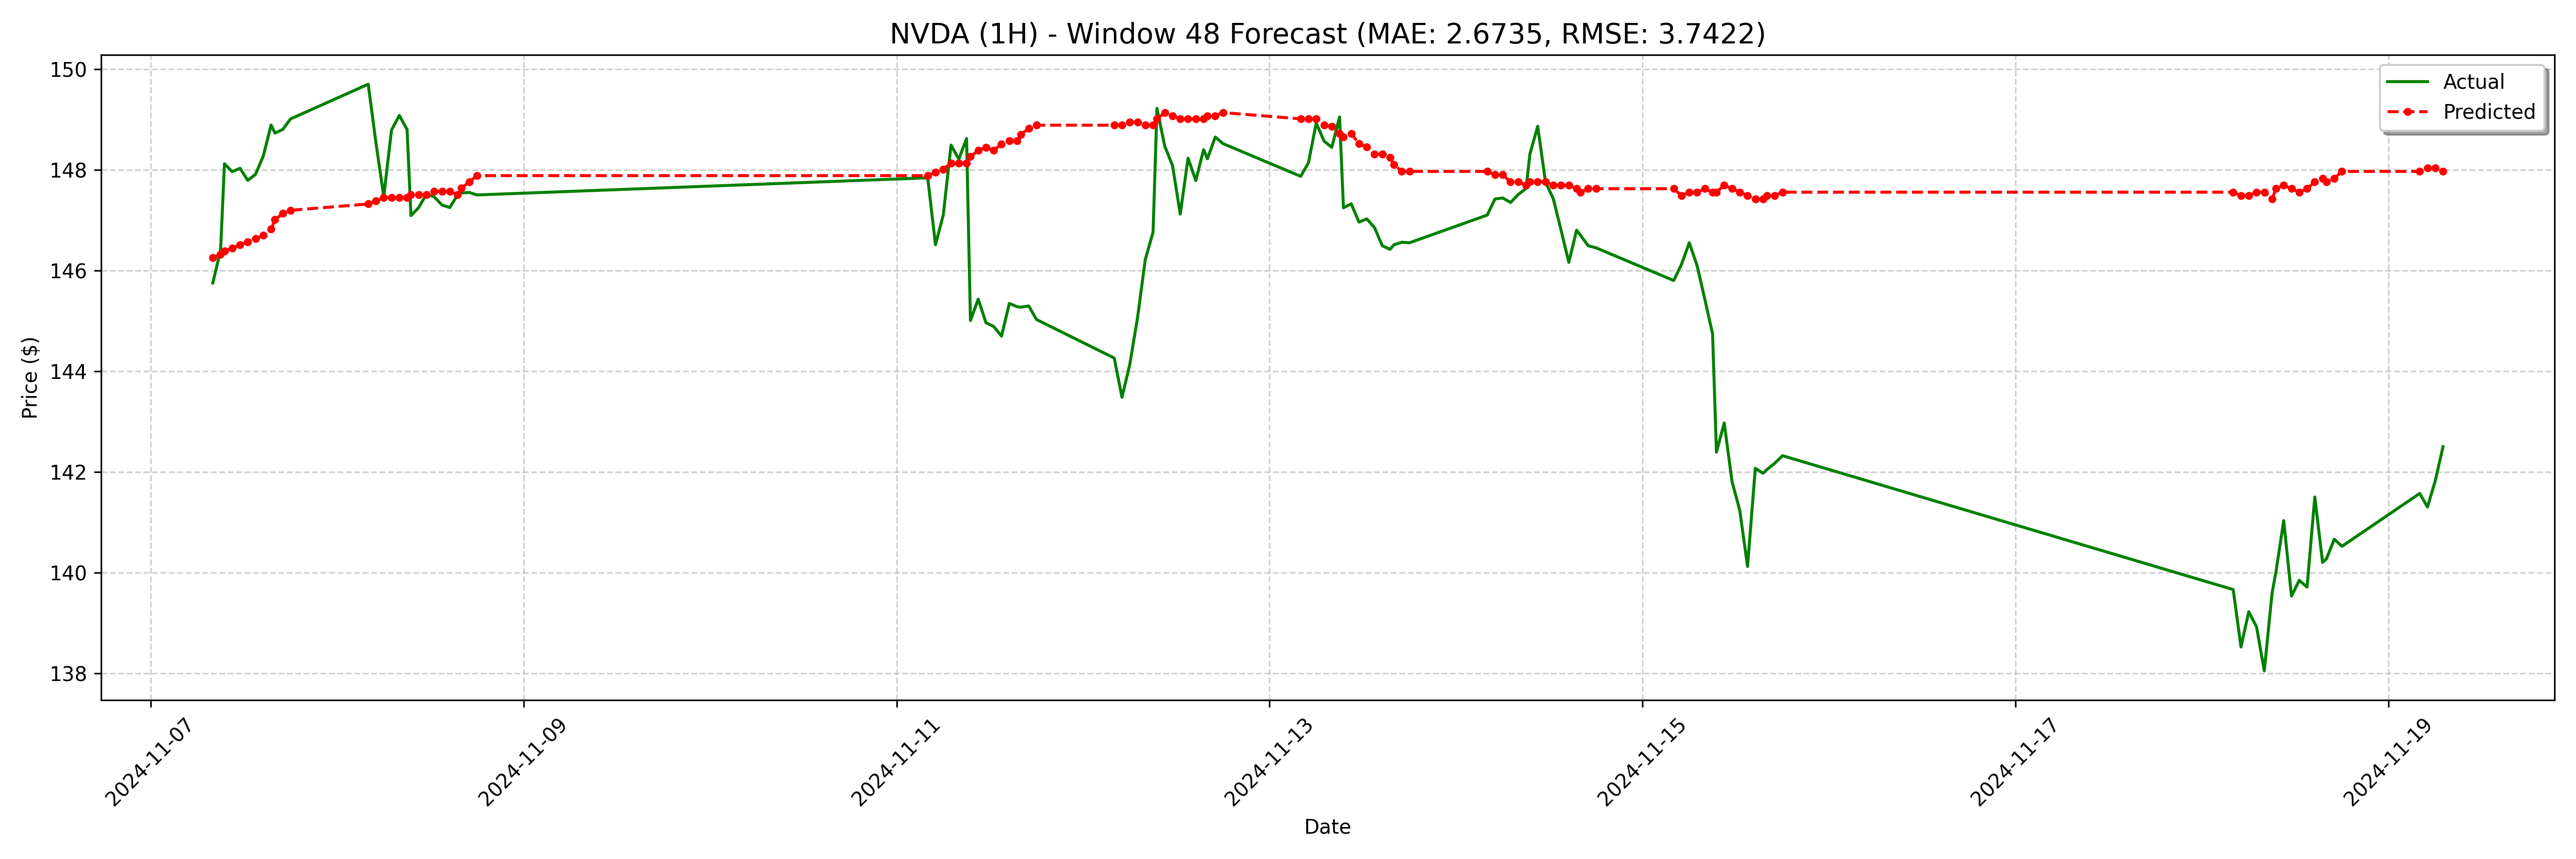 NVDA (1H) - Window 48 Forecast (MAE: 2.6735, RMSE: 3.7422)
Price ($)
150
148
146
144
142
140
138
Actual
Predicted
2024-11-07
2024-11-09
2024-11-11
2024-11-13
2024-11-15
2024-11-17
2024-11-19
Date